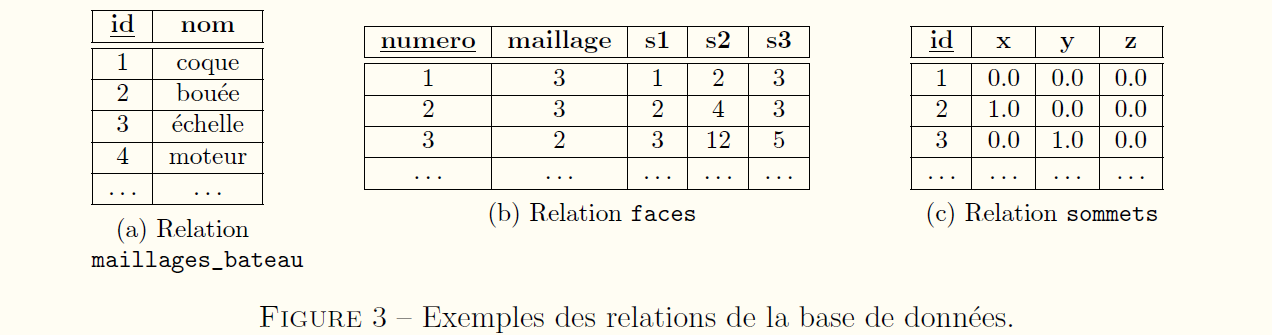 id nom
1 coque
2 bouée
3 échelle
4 moteur
... ...
(a) Relation
maillages_bateau
numero maillage s1 s2 s3
1 3 1 2 3
2 3 2 4 3
3 2 3 12 5
... ... ... ... ...
(b) Relation faces
id x y z
1 0.0 0.0 0.0
2 1.0 0.0 0.0
3 0.0 1.0 0.0
... ... ... ...
(c) Relation sommets
FIGURE 3 – Exemples des relations de la base de données.